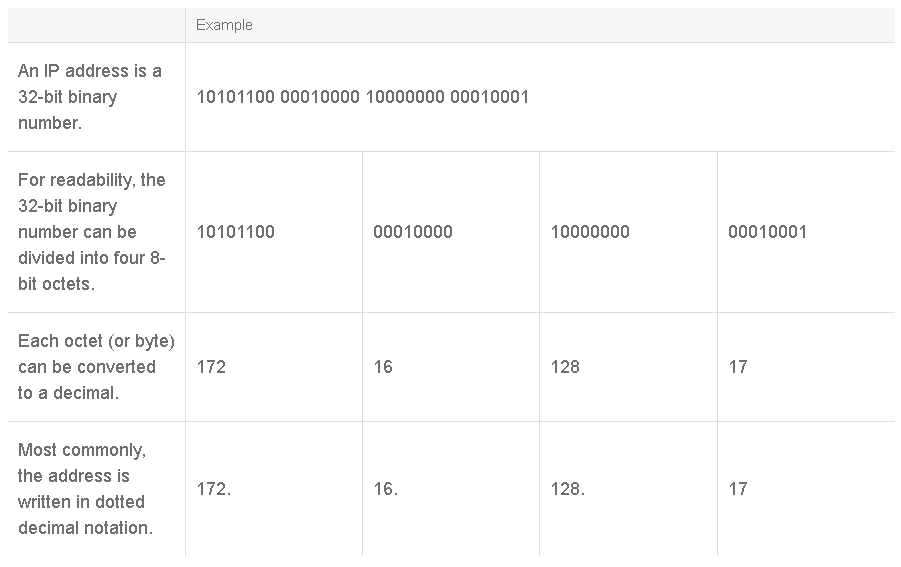 Example
An IP address is a
32-bit binary
number.
10101100 00010000 10000000 00010001
For readability, the
32-bit binary
number can be
divided into four 8-
bit octets.
10101100
00010000
10000000
00010001
Each octet (or byte)
can be converted
to a decimal.
172
16
128
17
Most commonly,
the address is
written in dotted
decimal notation.
172.
16.
128.
17